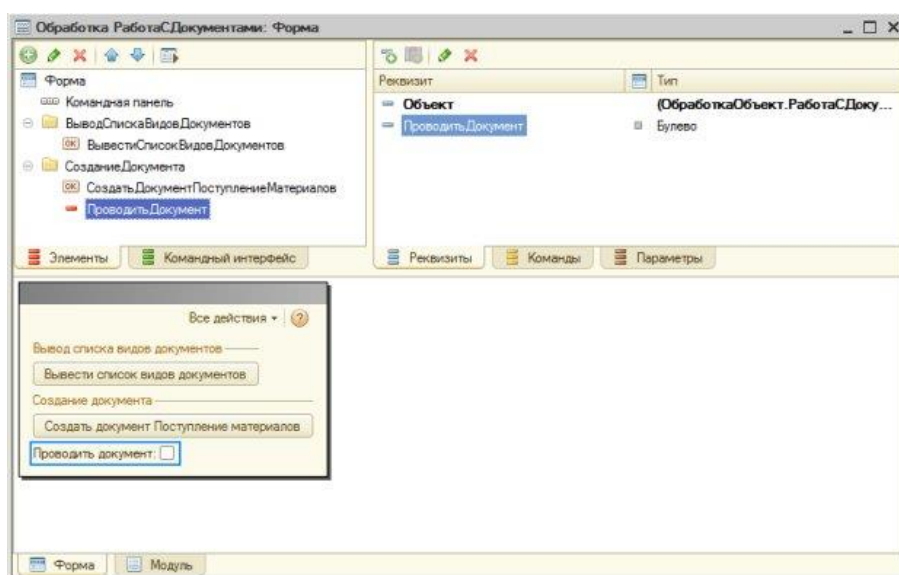 Обработка РаботаСДокументами: Форма
Форма
Командная панель
ВыводСпискаВидовДокументов
ОК ВывестиСписокВидовДокументов
СозданиеДокумента
ОК СоздатьДокументПоступлениеМатериалов
ПроводитьДокумент
Элементы Командный интерфейс
Реквизит Тип
Объект (ОбработкаОбъект.РаботаСДоку...
ПроводитьДокумент Булево
Реквизиты Команды Параметры
Все действия ?
Вывод списка видов документов
Вывести список видов документов
Создание документа
Создать документ Поступление материалов
Проводить документ:
Форма Модуль